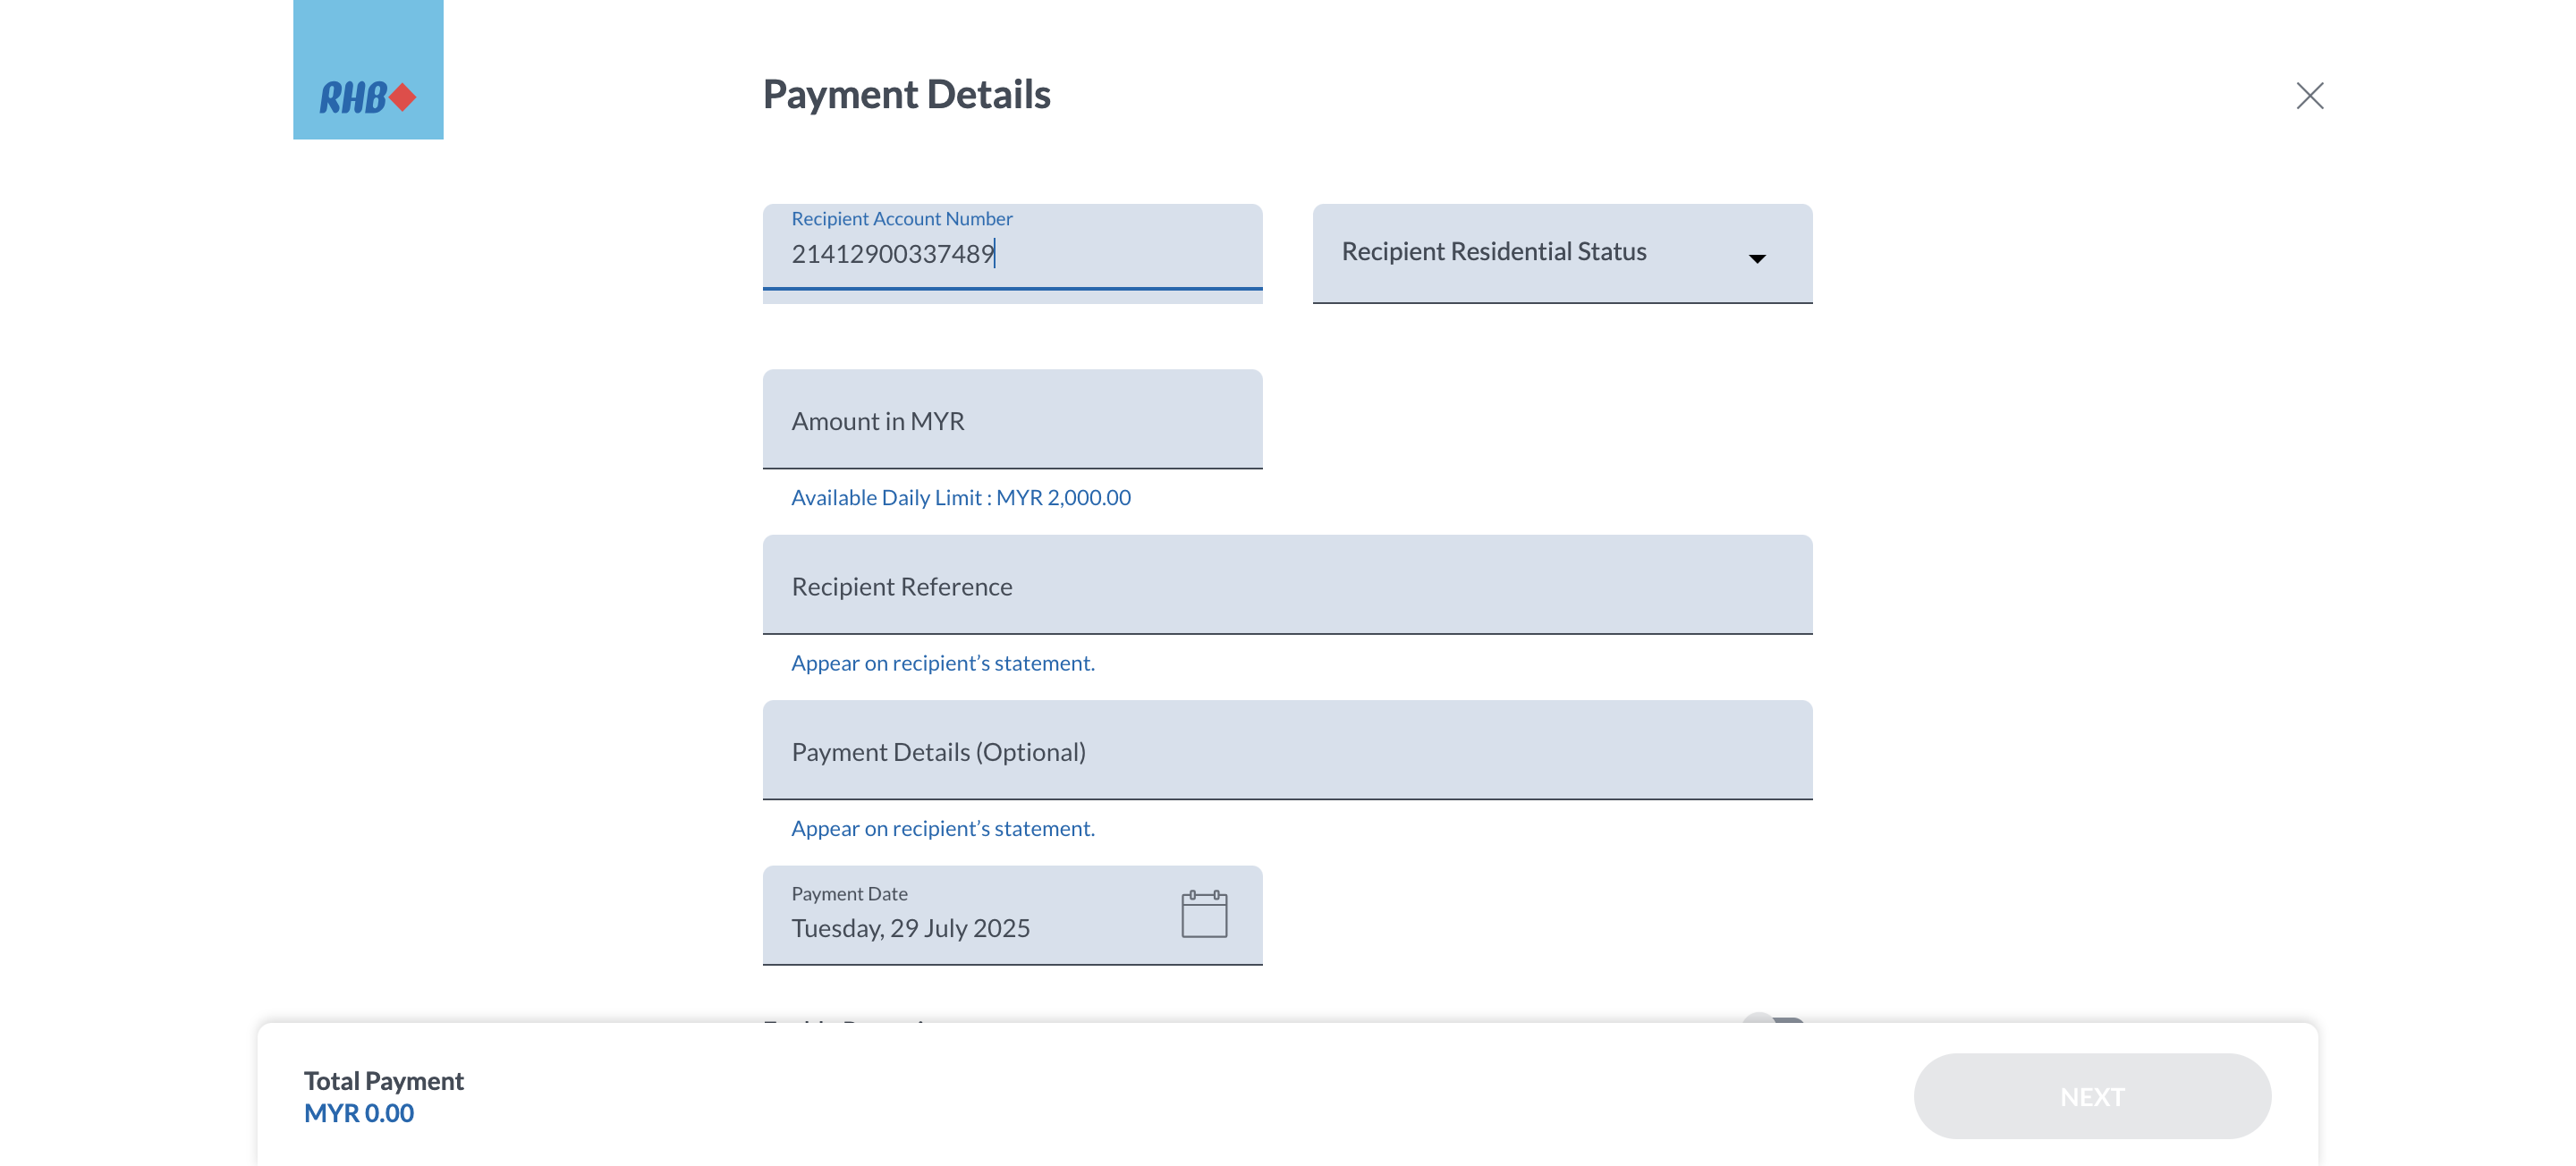 RHB
Payment Details
Recipient Account Number
21412900337489
Recipient Residential Status
Amount in MYR
Available Daily Limit : MYR 2,000.00
Recipient Reference
Appear on recipient’s statement.
Payment Details (Optional)
Appear on recipient’s statement.
Payment Date
Tuesday, 29 July 2025
Total Payment
MYR 0.00
NEXT